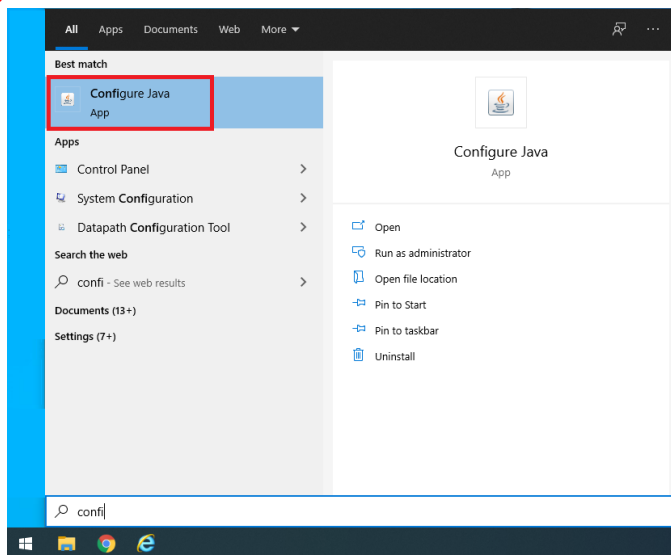 All Apps Documents Web More
Best match
Configure Java
App
Apps
Control Panel
System Configuration
Datapath Configuration Tool
Search the web
confi - See web results
Documents (13+)
Settings (7+)
Configure Java
App
Open
Run as administrator
Open file location
Pin to Start
Pin to taskbar
Uninstall
confi